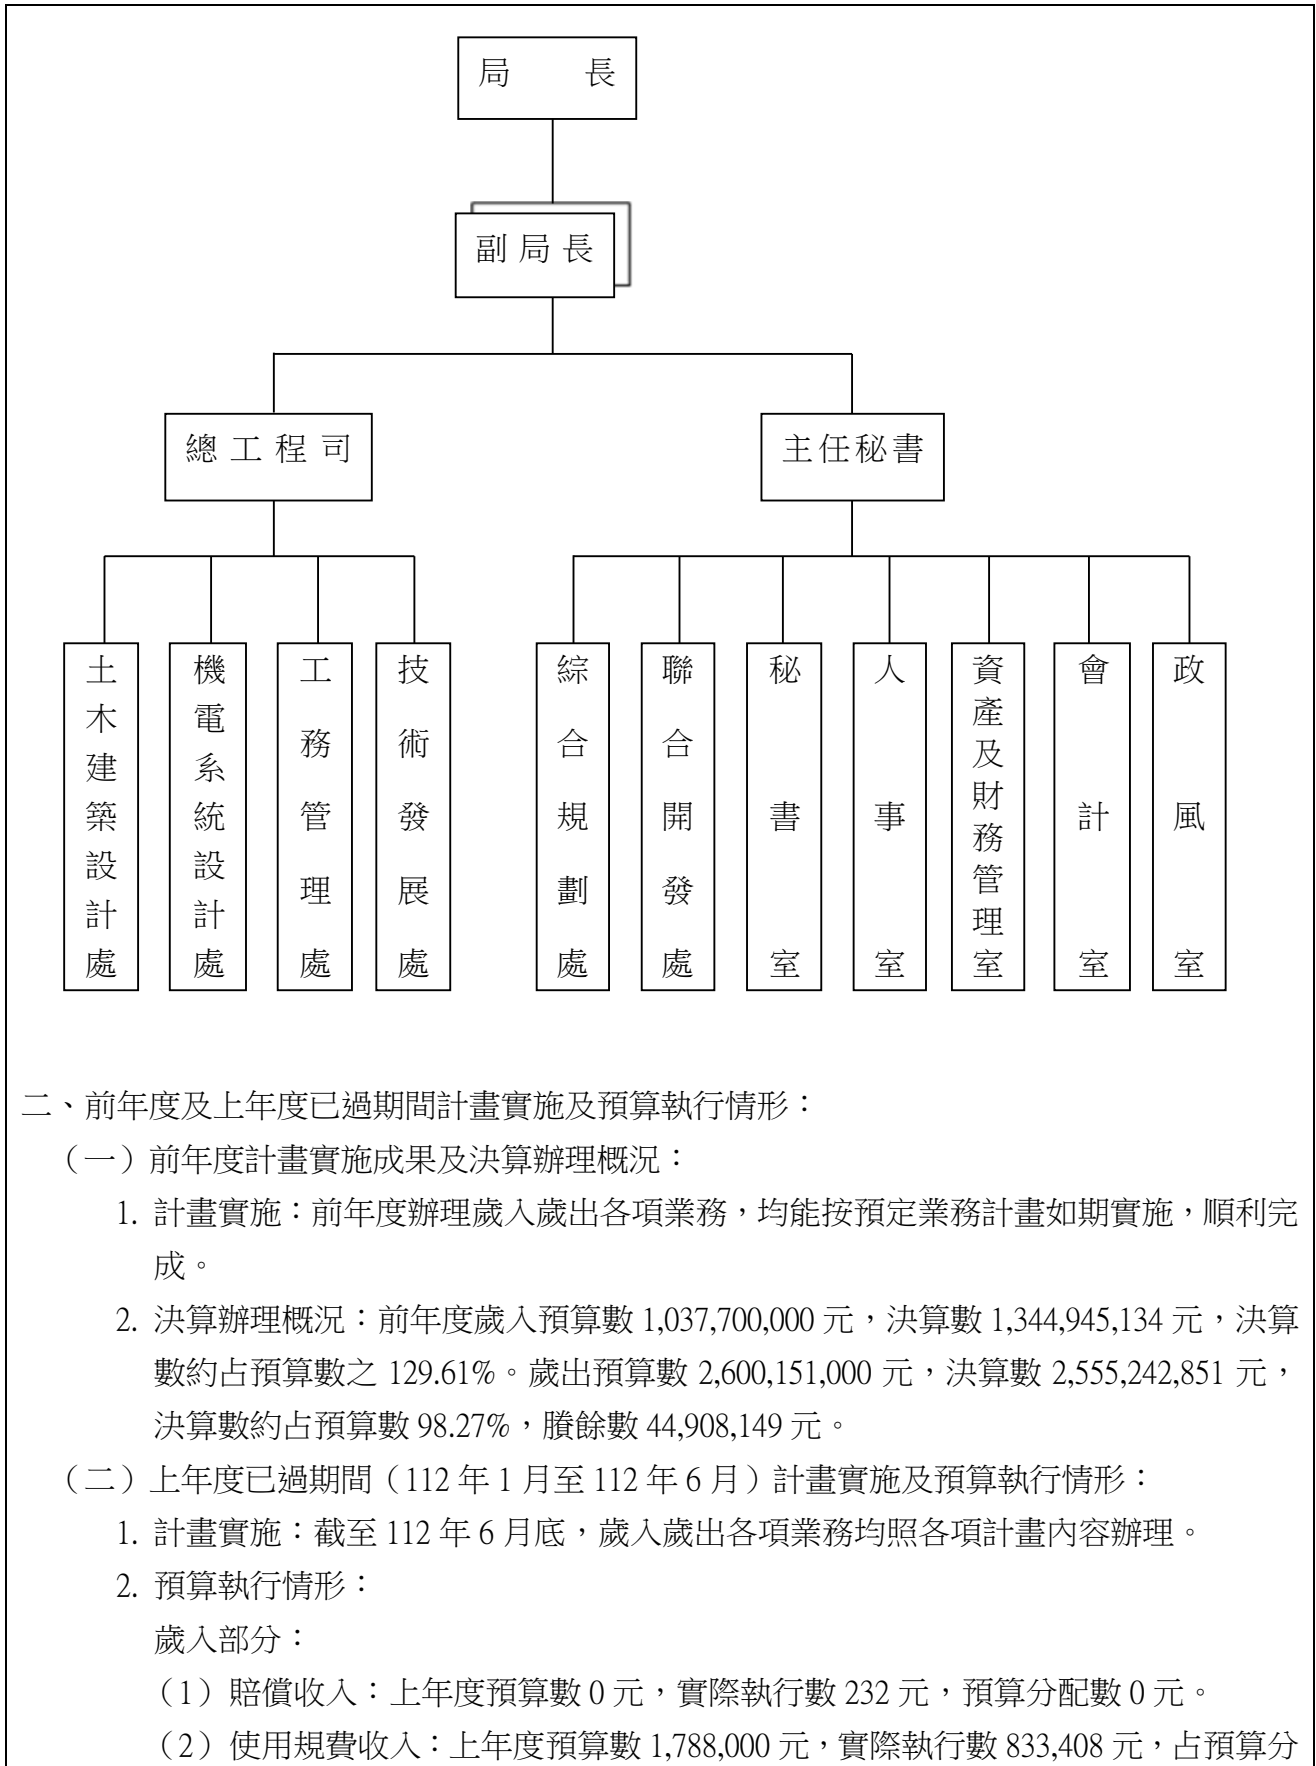 局長
副局長
總工程司
主任秘書
土木建築設計處
機電系統設計處
工務管理處
技術發展處
綜合規劃處
聯合開發處
秘書室
人事室
資產及財務管理室
會計室
政風室
二、前年度及上年度已過期間計畫實施及預算執行情形：
（一）前年度計畫實施成果及決算辦理概況：
1. 計畫實施：前年度辦理歲入歲出各項業務，均能按預定業務計畫如期實施，順利完
成。
2. 決算辦理概況：前年度歲入預算數 1,037,700,000 元，決算數 1,344,945,134 元，決算
數約占預算數之 129.61%。歲出預算數 2,600,151,000 元，決算數 2,555,242,851 元，
決算數約占預算數 98.27%，賸餘數 44,908,149 元。
（二）上年度已過期間（112 年 1 月至 112 年 6 月）計畫實施及預算執行情形：
1. 計畫實施：截至 112 年 6 月底，歲入歲出各項業務均照各項計畫內容辦理。
2. 預算執行情形：
歲入部分：
（1）賠償收入：上年度預算數 0 元，實際執行數 232 元，預算分配數 0 元。
（2）使用規費收入：上年度預算數 1,788,000 元，實際執行數 833,408 元，占預算分